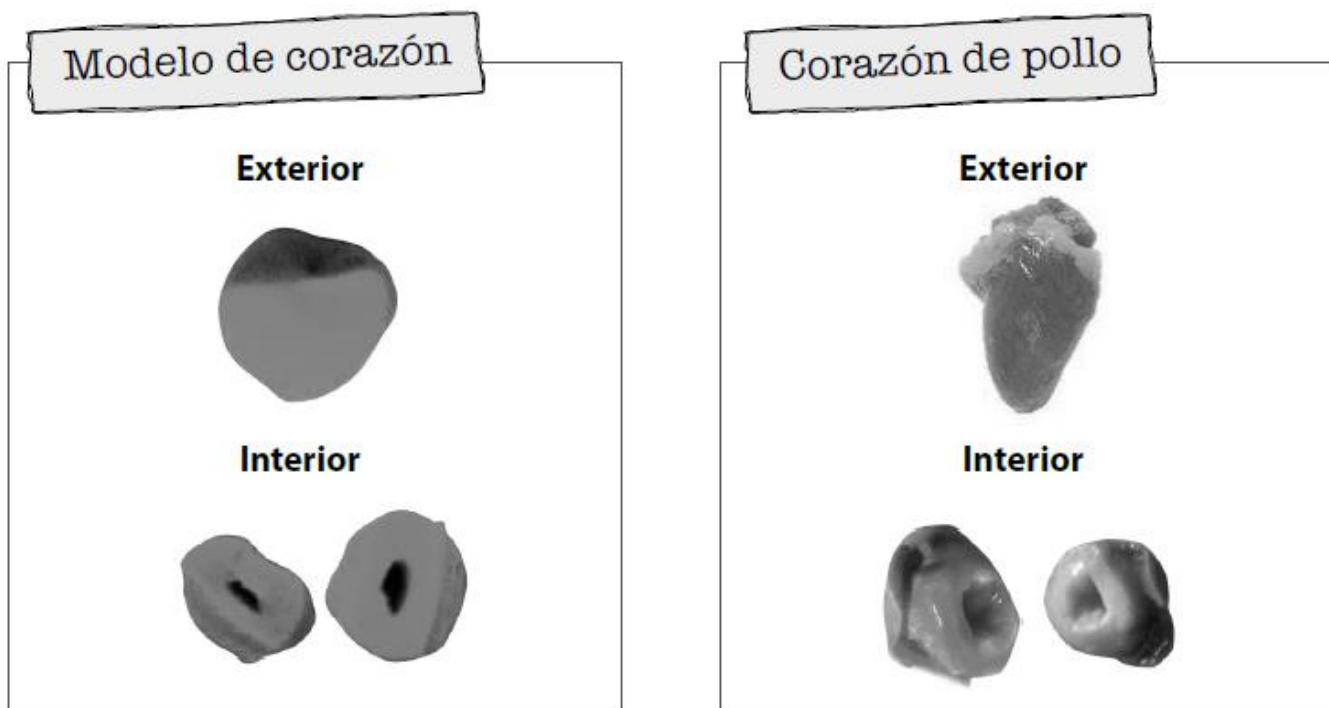 Modelo de corazón
Exterior
Interior
Corazón de pollo
Exterior
Interior